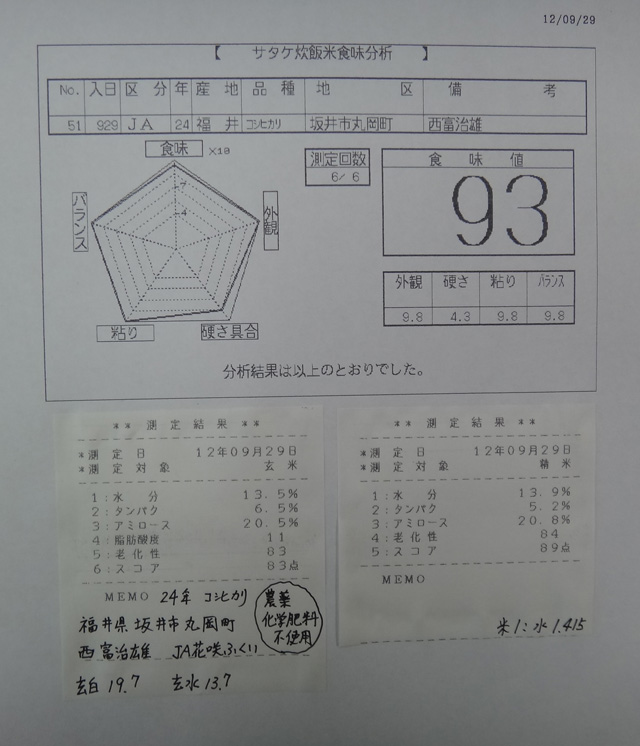 12/09/29
【 サタケ炊飯米食味分析 】
No. 入日 区分 年 産地 品種 地区 備考
51 929 JA 24 福井 コシヒカリ 坂井市丸岡町 西富治雄
食味 ×10
7
4
外観
硬さ具合
粘り
バランス
測定回数
6/ 6
食味値
93
外観 硬さ 粘り バランス
9.8 4.3 9.8 9.8
分析結果は以上のとおりでした。
** 測定結果 **
*測定日 12年09月29日
*測定対象 玄米
1:水分 13.5%
2:タンパク 6.5%
3:アミロース 20.5%
4:脂肪酸度 11
5:老化性 83
6:スコア 83点
MEMO 24年 コシヒカリ
福井県坂井市丸岡町
西富治雄 JA花咲ふくい
農薬
化学肥料
不使用
玄白 19.7 玄水 13.7
** 測定結果 **
*測定日 12年09月29日
*測定対象 精米
1:水分 13.9%
2:タンパク 5.2%
3:アミロース 20.8%
4:老化性 84
5:スコア 89点
MEMO
米1:水1.415